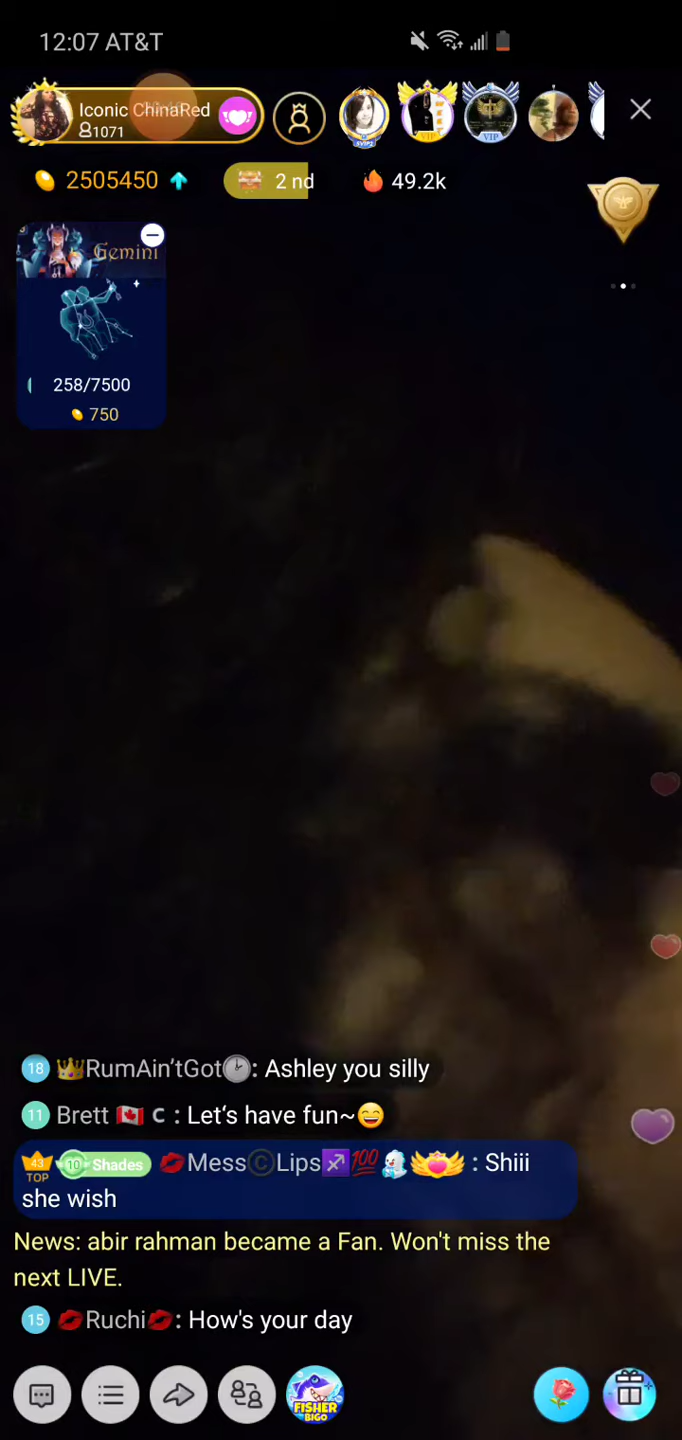 12:07 AT&T
Iconic ChinaRed
1071
2505450 2 nd 49.2k
Gemini
258/7500
750
18 RumAin'tGot: Ashley you silly
11 Brett C : Let's have fun~
43 TOP 10 Shades Mess©Lips : Shiii
she wish
News: abir rahman became a Fan. Won't miss the
next LIVE.
15 Ruchi: How's your day
FISHER
BIGO